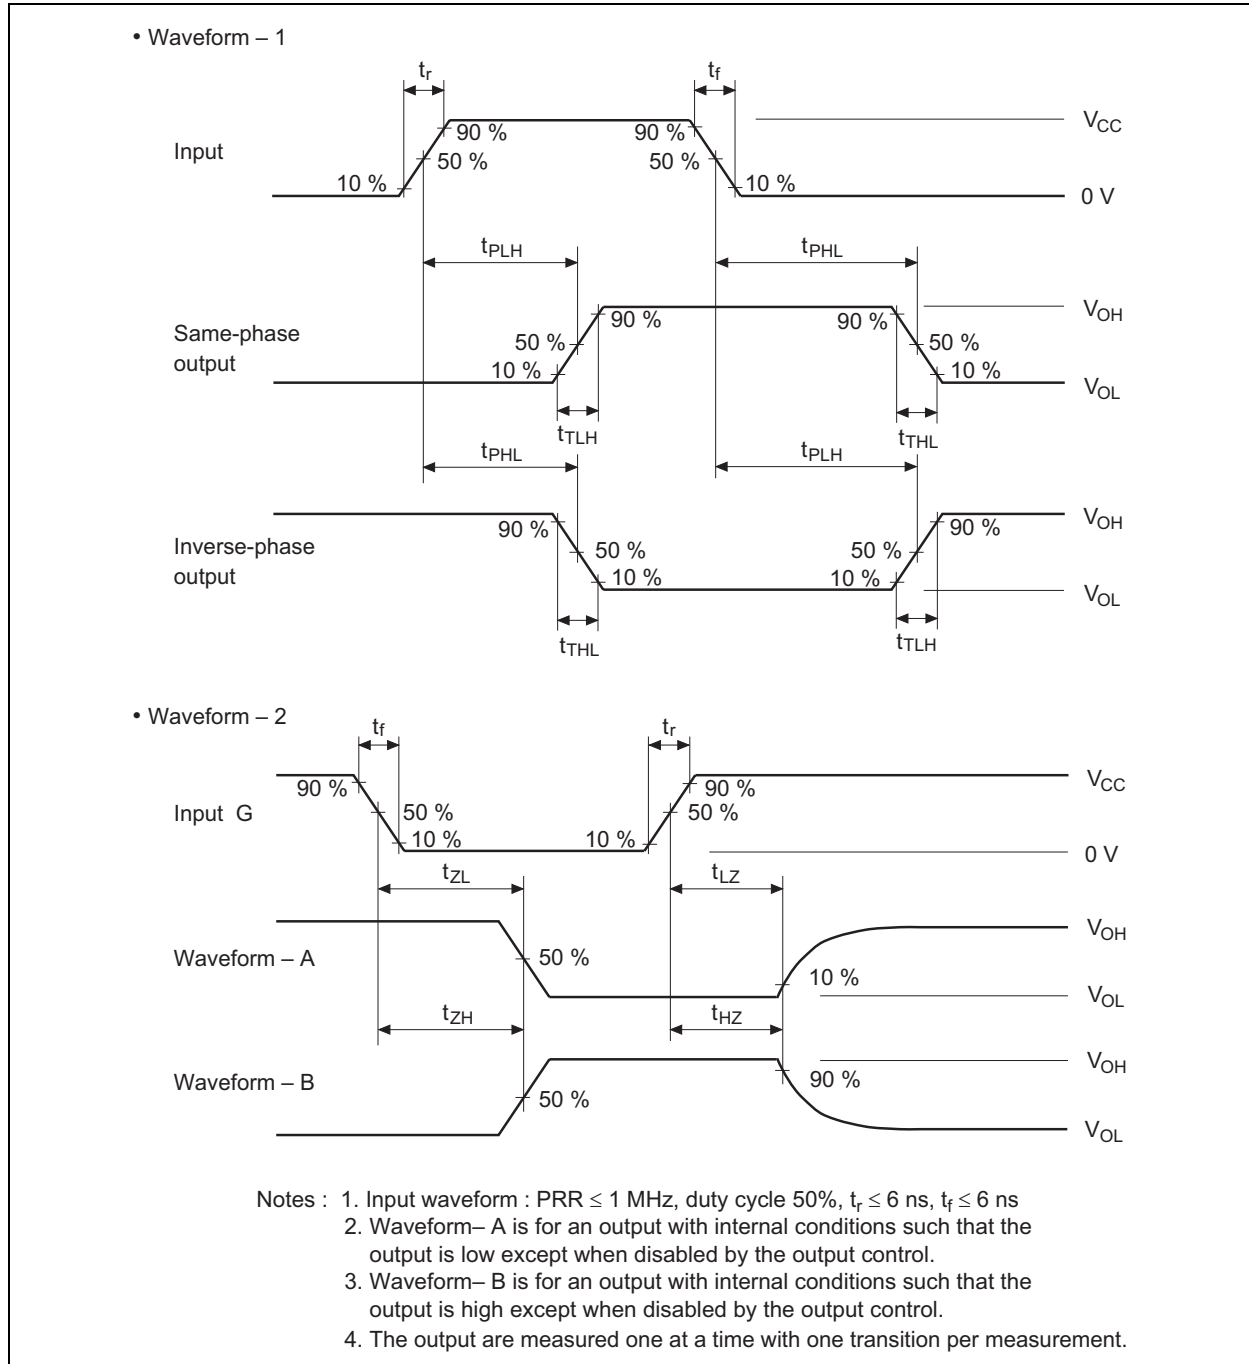 • Waveform – 1
tr
tf
Input
90 %
90 %
VCC
50 %
50 %
10 %
10 %
0 V
tPLH
tPHL
Same-phase
output
90 %
90 %
VOH
50 %
50 %
10 %
10 %
VOL
tTLH
tTHL
tPHL
tPLH
Inverse-phase
output
90 %
90 %
VOH
50 %
50 %
10 %
10 %
VOL
tTHL
tTLH
• Waveform – 2
tf
tr
Input G
90 %
90 %
VCC
50 %
50 %
10 %
10 %
0 V
tZL
tLZ
Waveform – A
50 %
VOH
10 %
VOL
tZH
tHZ
Waveform – B
50 %
VOH
90 %
VOL
Notes : 1. Input waveform : PRR ≤ 1 MHz, duty cycle 50%, tr ≤ 6 ns, tf ≤ 6 ns
2. Waveform– A is for an output with internal conditions such that the
output is low except when disabled by the output control.
3. Waveform– B is for an output with internal conditions such that the
output is high except when disabled by the output control.
4. The output are measured one at a time with one transition per measurement.